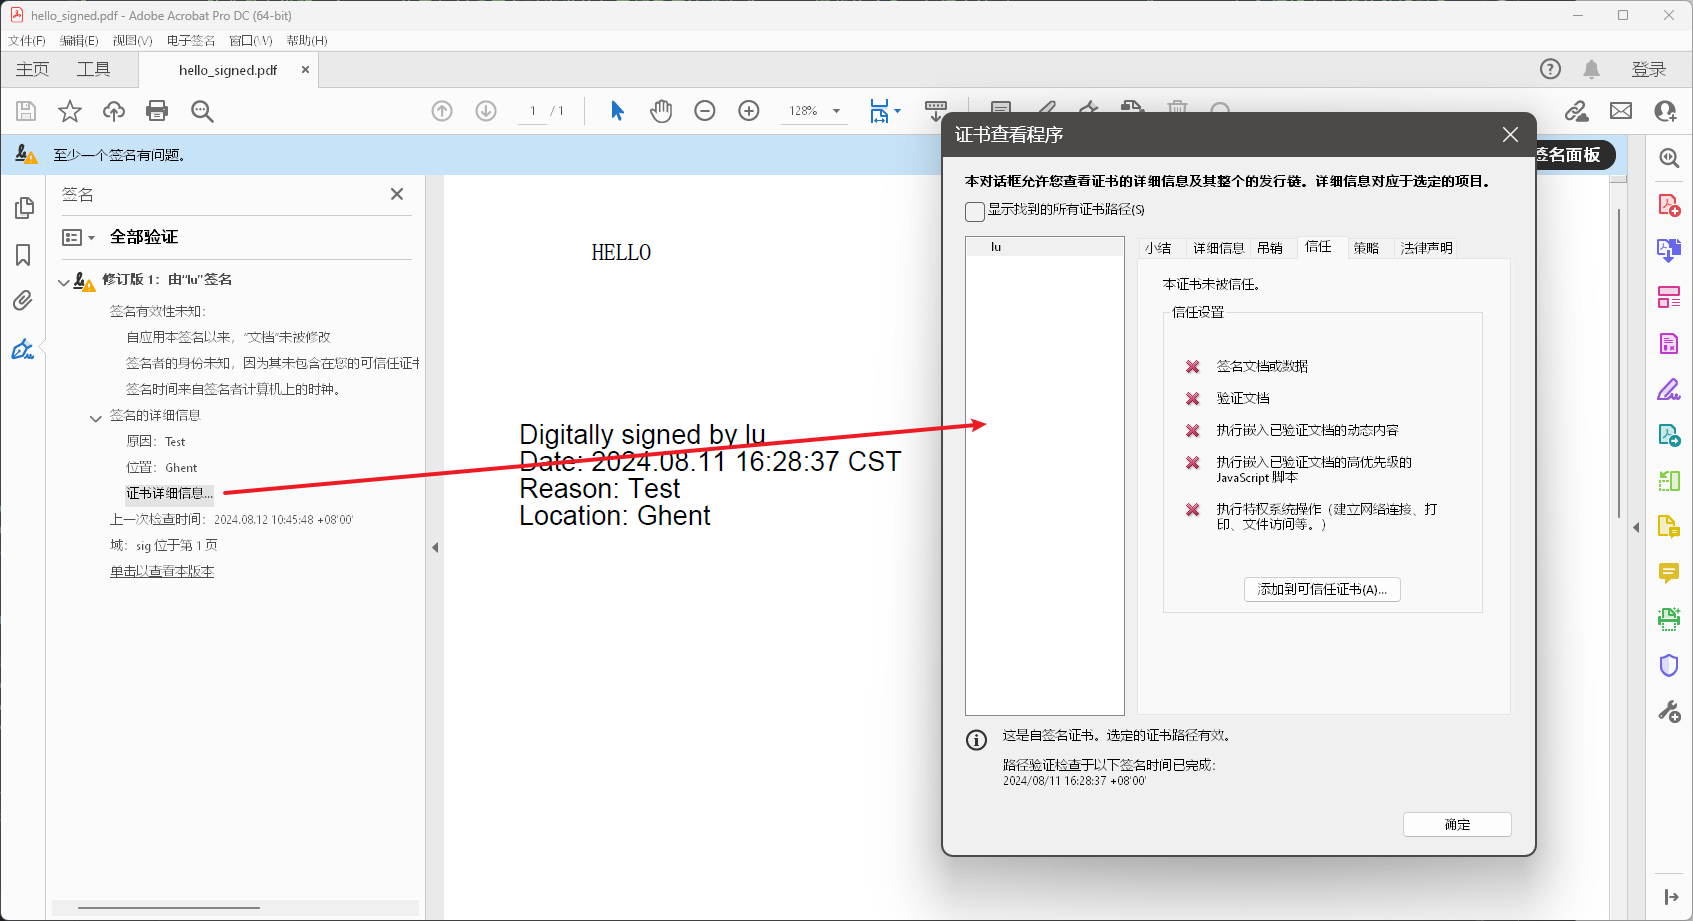 hello_signed.pdf - Adobe Acrobat Pro DC (64-bit)
文件(F) 编辑(E) 视图(V) 电子签名 窗口(W) 帮助(H)
主页 工具 hello_signed.pdf × 登录
1 / 1 128%
至少一个签名有问题。
签名面板
签名
全部验证
修订版 1：由“lu”签名
签名有效性未知:
自应用本签名以来，“文档”未被修改
签名者的身份未知，因为其未包含在您的可信任证书
签名时间来自签名者计算机上的时钟。
签名的详细信息
原因：Test
位置：Ghent
证书详细信息...
上一次检查时间：2024.08.12 10:45:48 +08'00'
域：sig 位于第 1 页
单击以查看本版本
HELLO
Digitally signed by lu
Date: 2024.08.11 16:28:37 CST
Reason: Test
Location: Ghent
证书查看程序
本对话框允许您查看证书的详细信息及其整个的发行链。详细信息对应于选定的项目。
显示找到的所有证书路径(S)
lu
小结 详细信息 吊销 信任 策略 法律声明
本证书未被信任。
信任设置
签名文档或数据
验证文档
执行嵌入已验证文档的动态内容
执行嵌入已验证文档的高优先级的
JavaScript 脚本
执行特权系统操作（建立网络连接、打
印、文件访问等。）
添加到可信任证书(A)...
这是自签名证书。选定的证书路径有效。
路径验证检查于以下签名时间已完成:
2024/08/11 16:28:37 +08'00'
确定